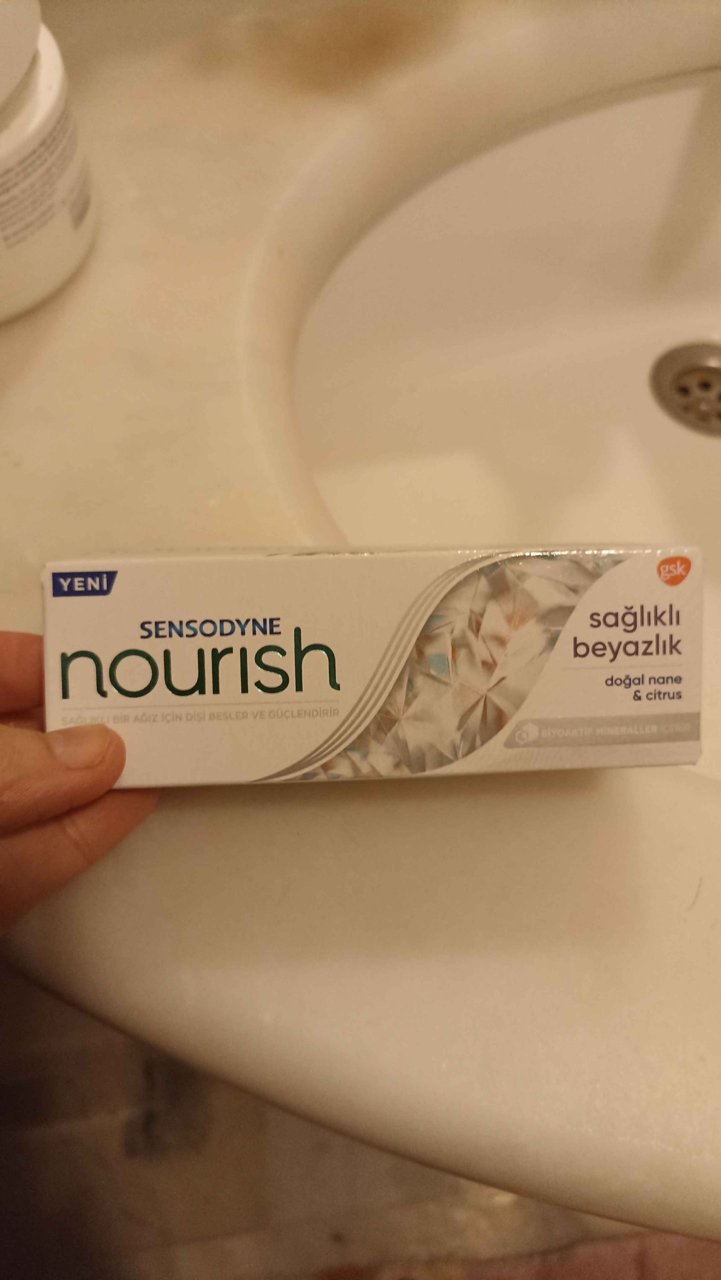 YENİ
SENSODYNE
nourish
SAĞLIKLI BİR AĞIZ İÇİN DİŞİ BESLER VE GÜÇLENDİRİR
gsk
sağlıklı
beyazlık
doğal nane
& citrus
BİYOAKTİF MİNERALLER İÇERİR